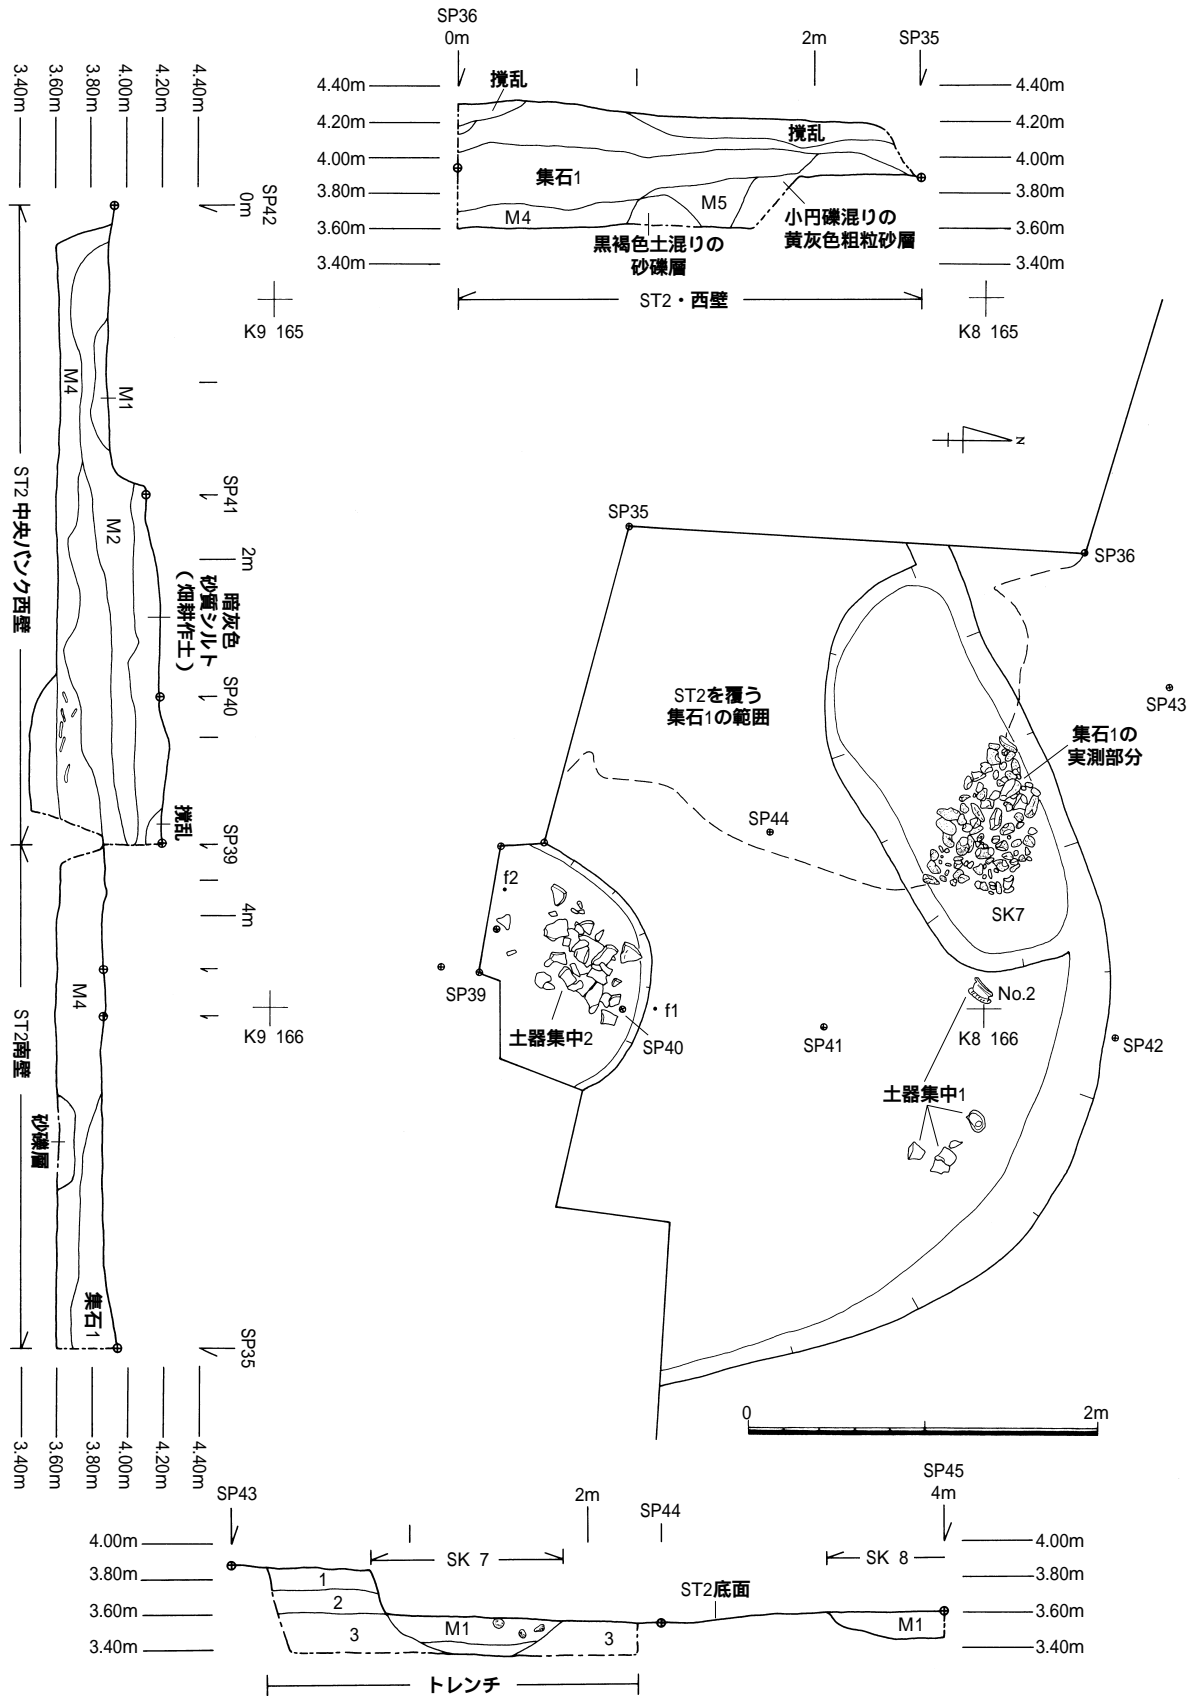 SP36
0m
2m
SP35
4.40m
4.20m
4.00m
3.80m
3.60m
3.40m
4.40m
4.20m
4.00m
3.80m
3.60m
3.40m
攪乱
攪乱
集石1
M4
M5
黒褐色土混りの
砂礫層
小円礫混りの
黄灰色粗粒砂層
ST2・西壁
K9 165
K8 165
3.40m
3.60m
3.80m
4.00m
4.20m
4.40m
SP42
0m
M4
M1
M2
SP41
2m
暗灰色
砂質シルト
(畑耕作土)
SP40
攪乱
SP39
4m
M4
砂礫層
集石1
SP35
ST2 中央バンク西壁
ST2南壁
3.40m
3.60m
3.80m
4.00m
4.20m
4.40m
N
SP35
SP36
SP43
ST2を覆う
集石1の範囲
集石1の
実測部分
SP44
SK7
f2
SP39
土器集中2
f1
SP40
No.2
K8 166
K9 166
SP41
SP42
土器集中1
0
2m
SP43
2m
SP44
SP45
4m
4.00m
3.80m
3.60m
3.40m
4.00m
3.80m
3.60m
3.40m
SK 7
SK 8
ST2底面
1
2
3
M1
3
M1
トレンチ